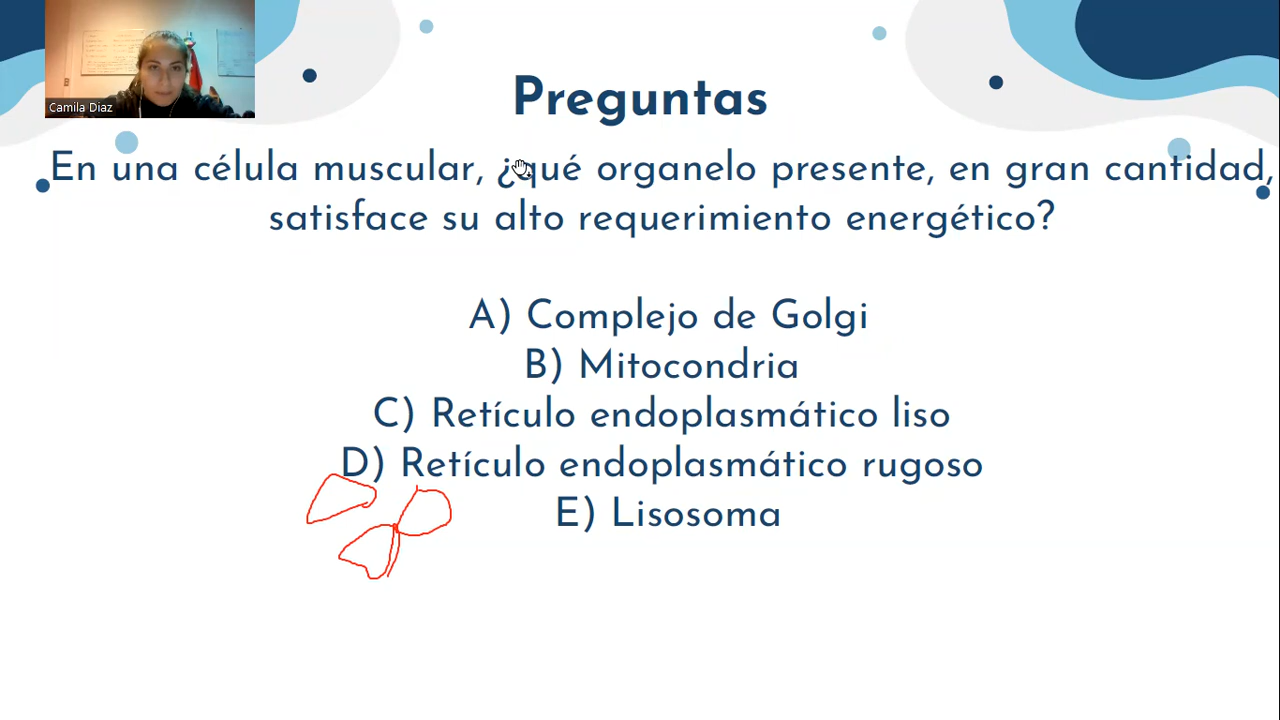 Camila Diaz
Preguntas
En una célula muscular, ¿qué organelo presente, en gran cantidad,
satisface su alto requerimiento energético?
A) Complejo de Golgi
B) Mitocondria
C) Retículo endoplasmático liso
D) Retículo endoplasmático rugoso
E) Lisosoma